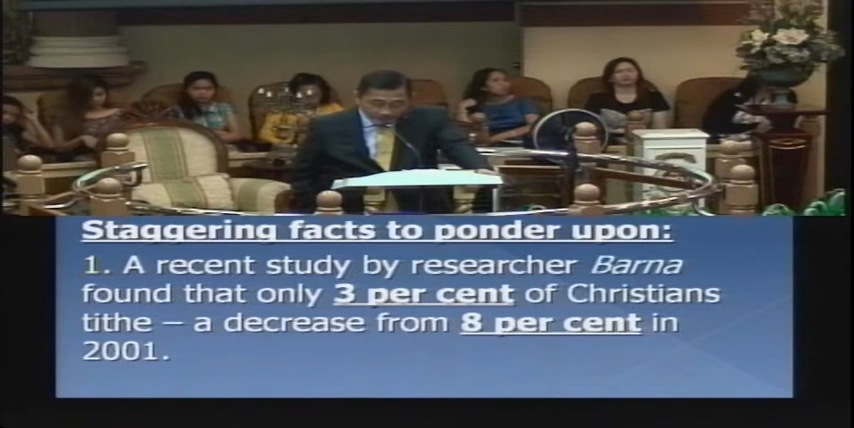 Staggering facts to ponder upon:
1. A recent study by researcher Barna
found that only 3 per cent of Christians
tithe – a decrease from 8 per cent in
2001.